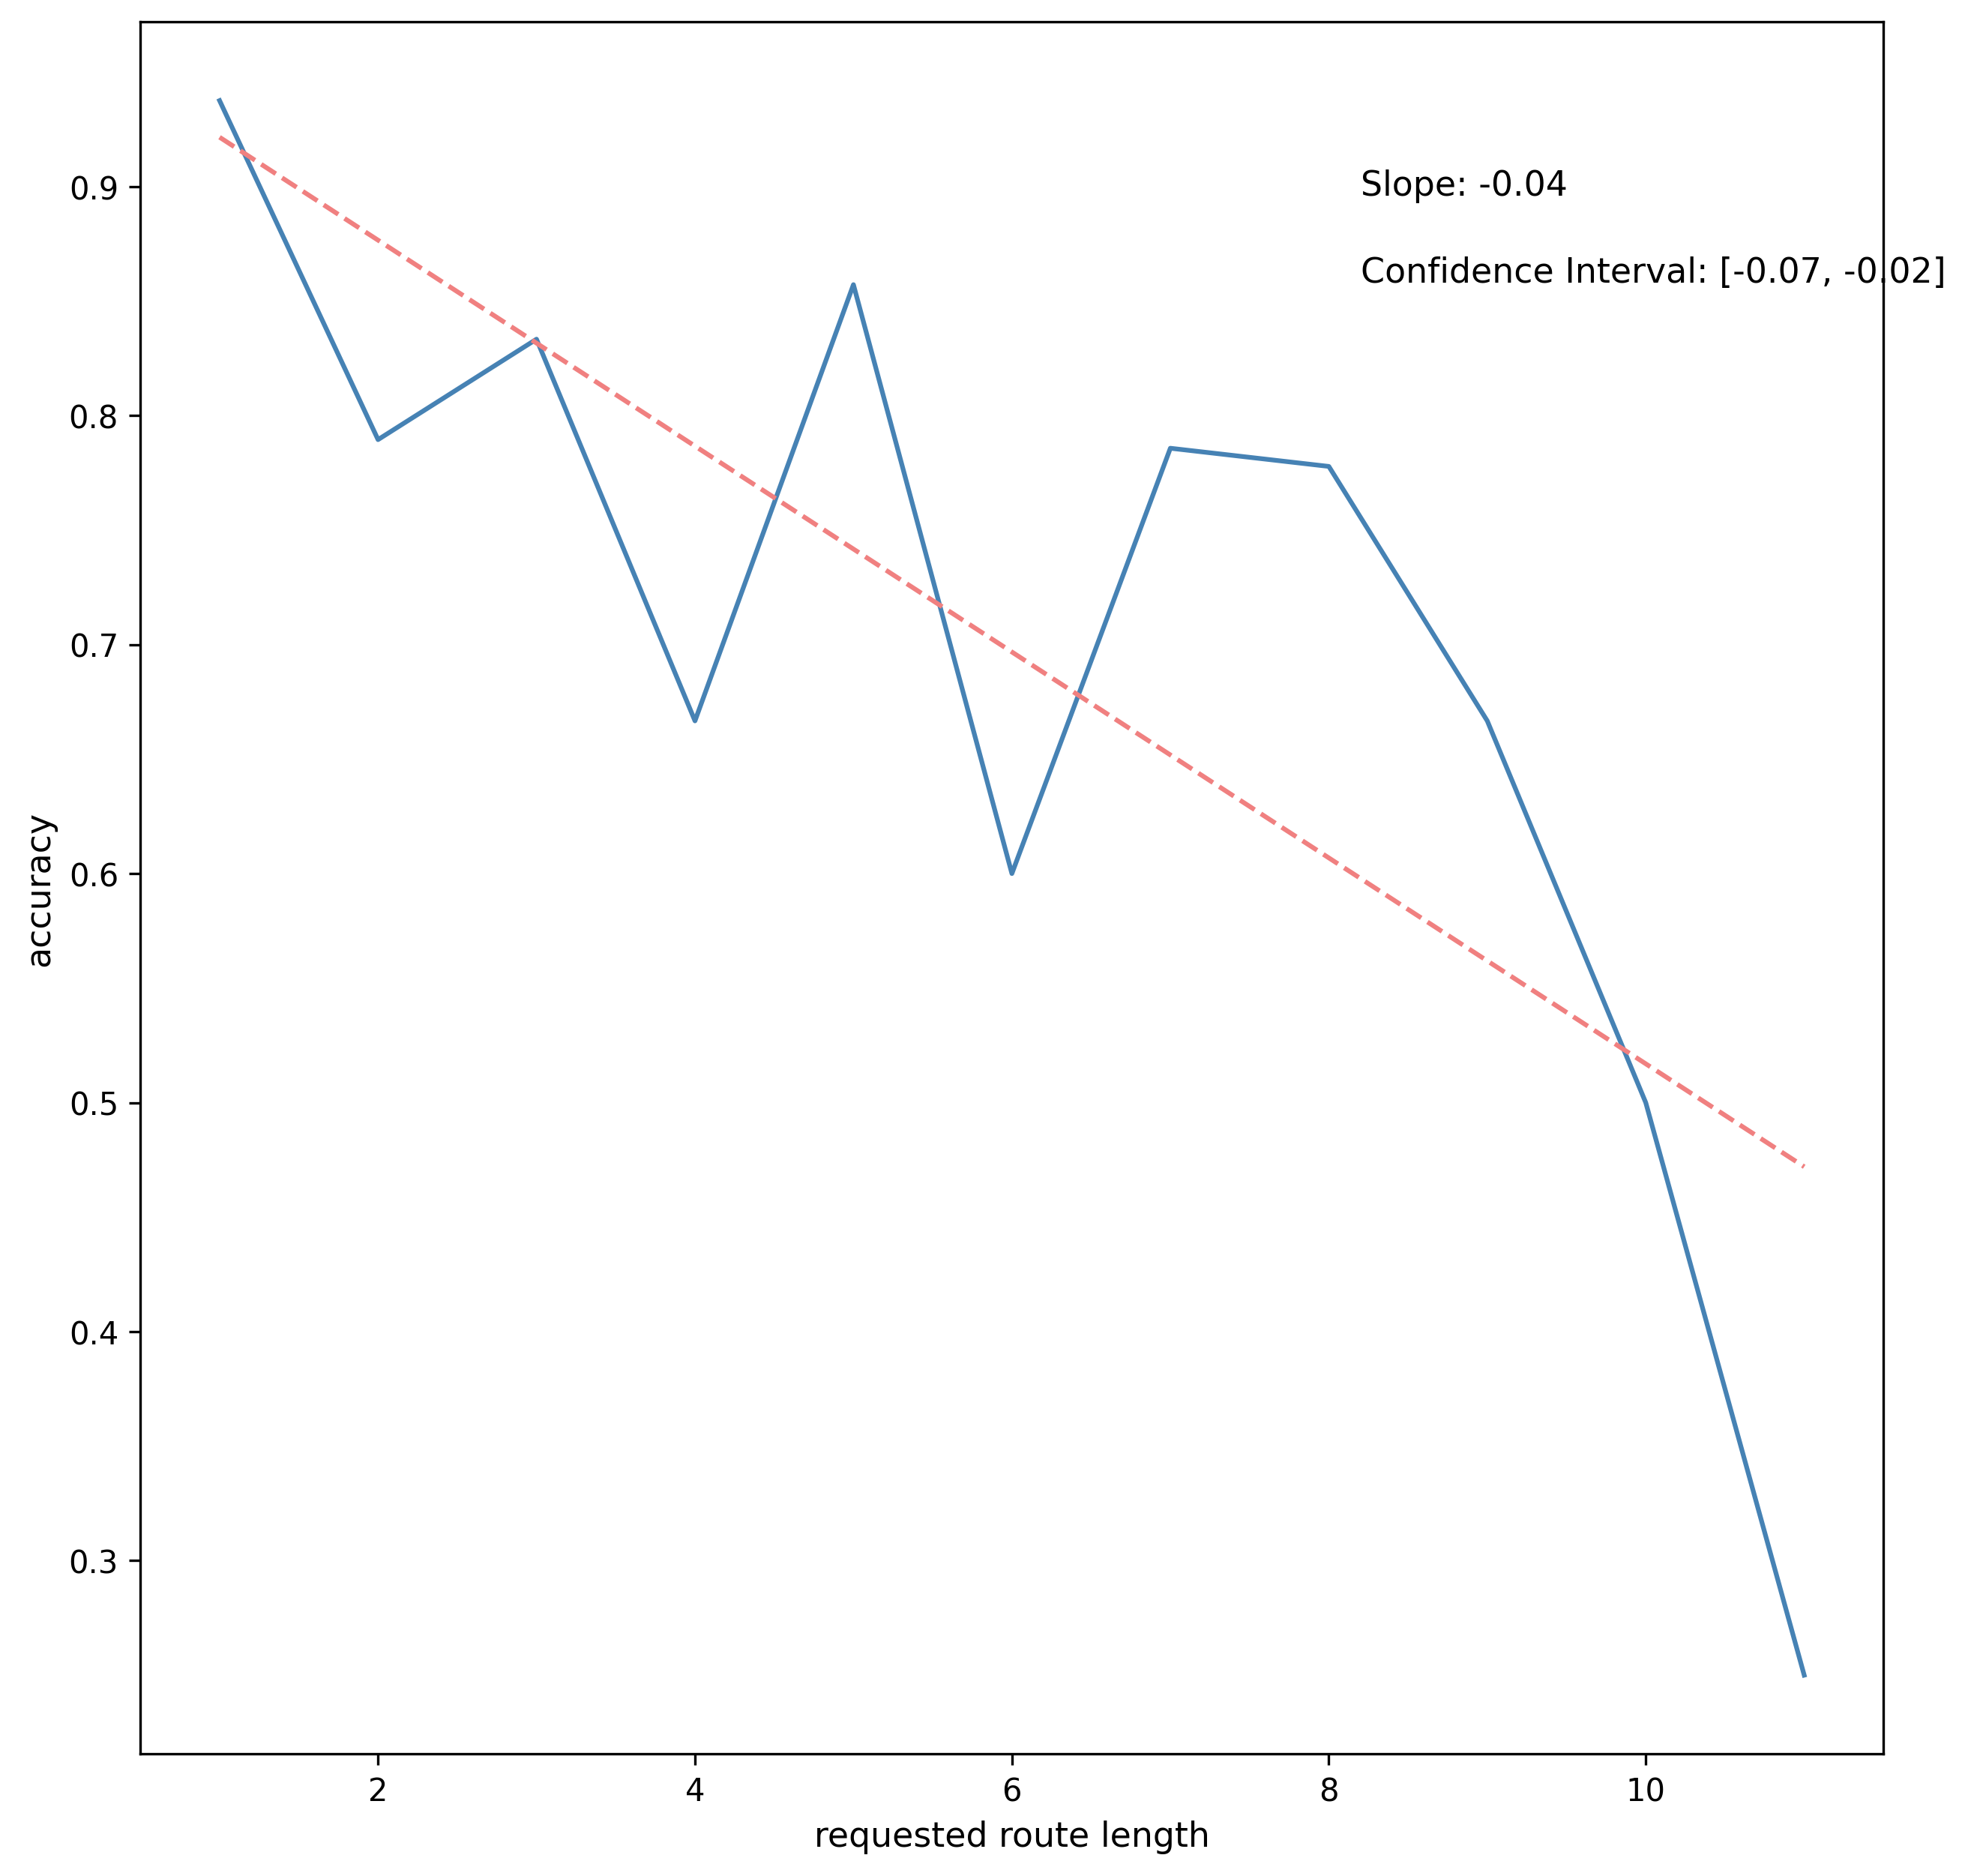 Slope: -0.04
Confidence Interval: [-0.07, -0.02]
0.9
0.8
0.7
0.6
0.5
0.4
0.3
accuracy
2 4 6 8 10
requested route length